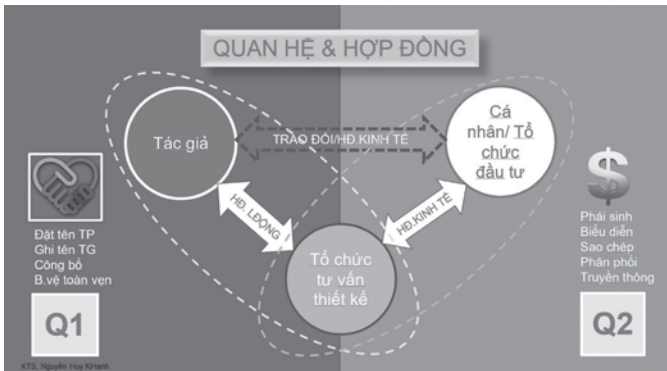 QUAN HỆ & HỢP ĐỒNG
Tác giả
TRAO ĐỔI/HĐ.KINH TẾ
Cá
nhân/ Tổ
chức
đầu tư
HĐ. LĐỘNG
HĐ.KINH TẾ
Tổ chức
tư vấn
thiết kế
Đặt tên TP
Ghi tên TG
Công bố
B.vệ toàn vẹn
Q1
Phái sinh
Biểu diễn
Sao chép
Phân phối
Truyền thông
Q2
KTS. Nguyễn Huy KHanh